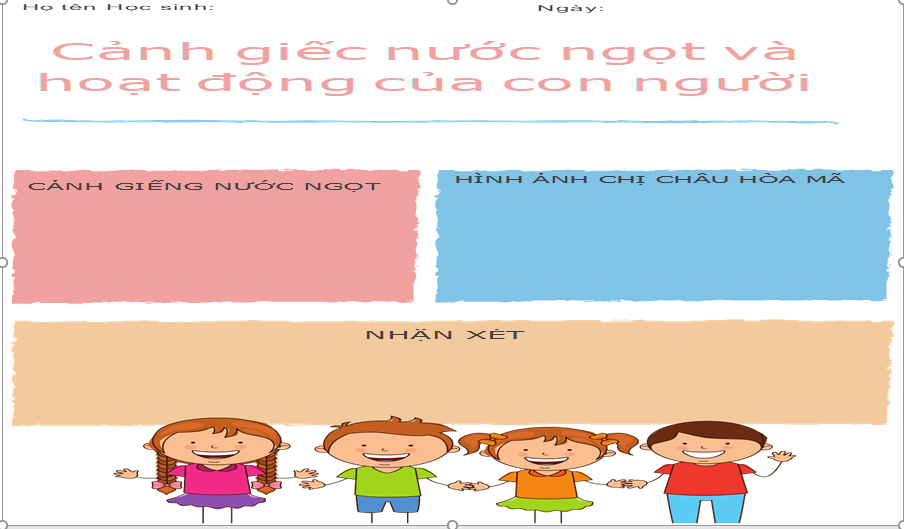 Họ tên Học sinh:
Ngày:
Cảnh giếc nước ngọt và
hoạt động của con người
CẢNH GIẾNG NƯỚC NGỌT
HÌNH ẢNH CHỊ CHÂU HÒA MÃ
NHẬN XÉT